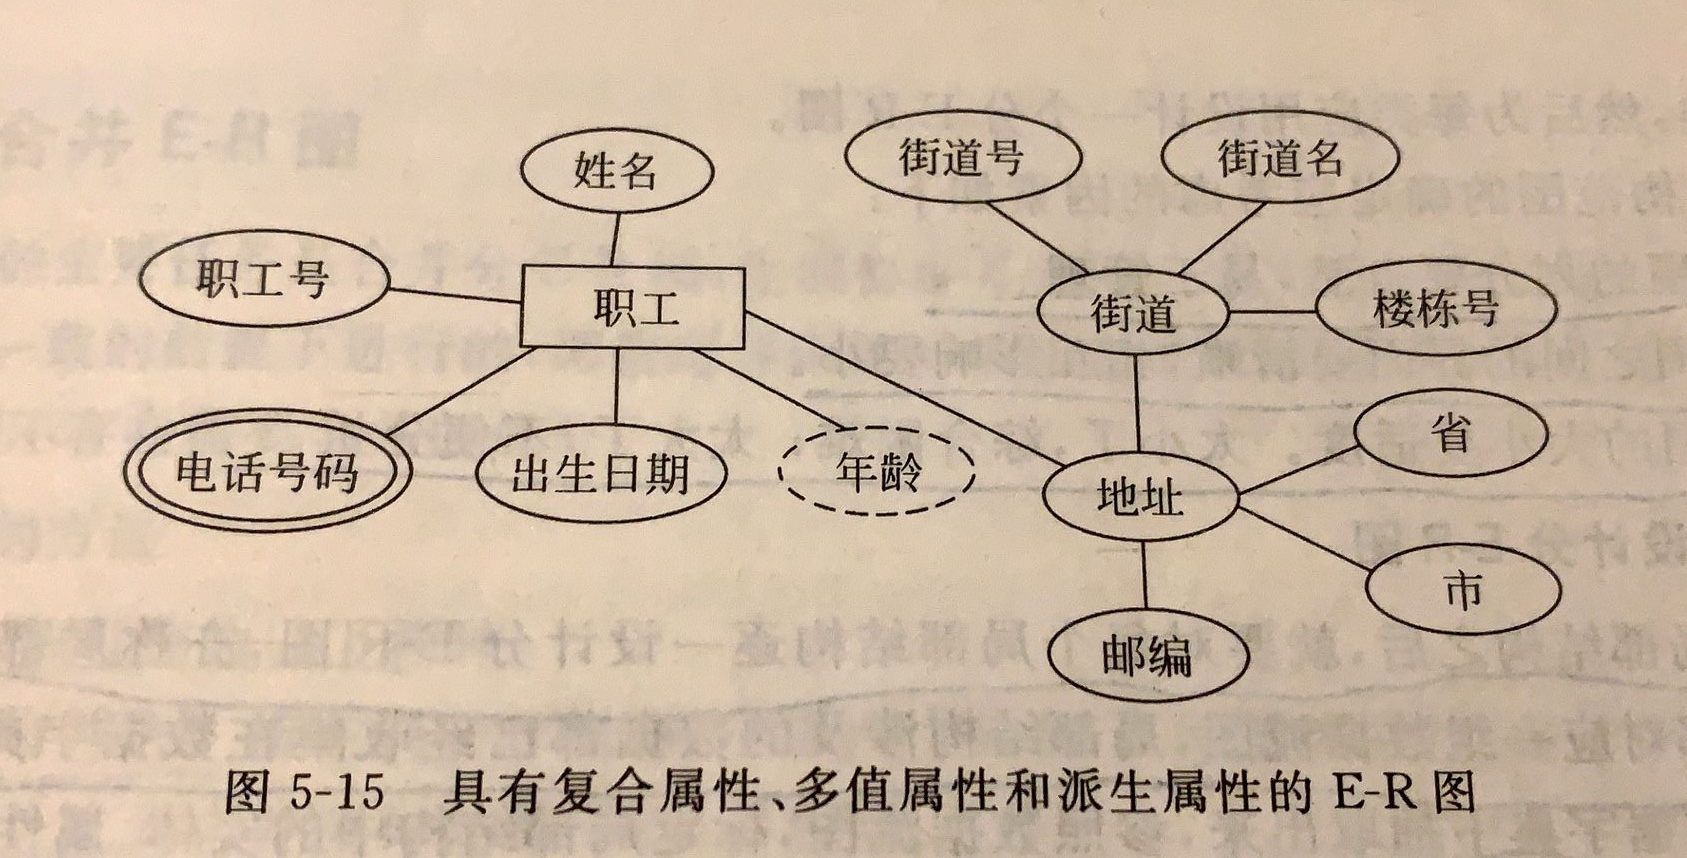 姓名
街道号
街道名
职工号
职工
街道
楼栋号
电话号码
出生日期
年龄
地址
省
市
邮编
图 5-15 具有复合属性、多值属性和派生属性的 E-R 图